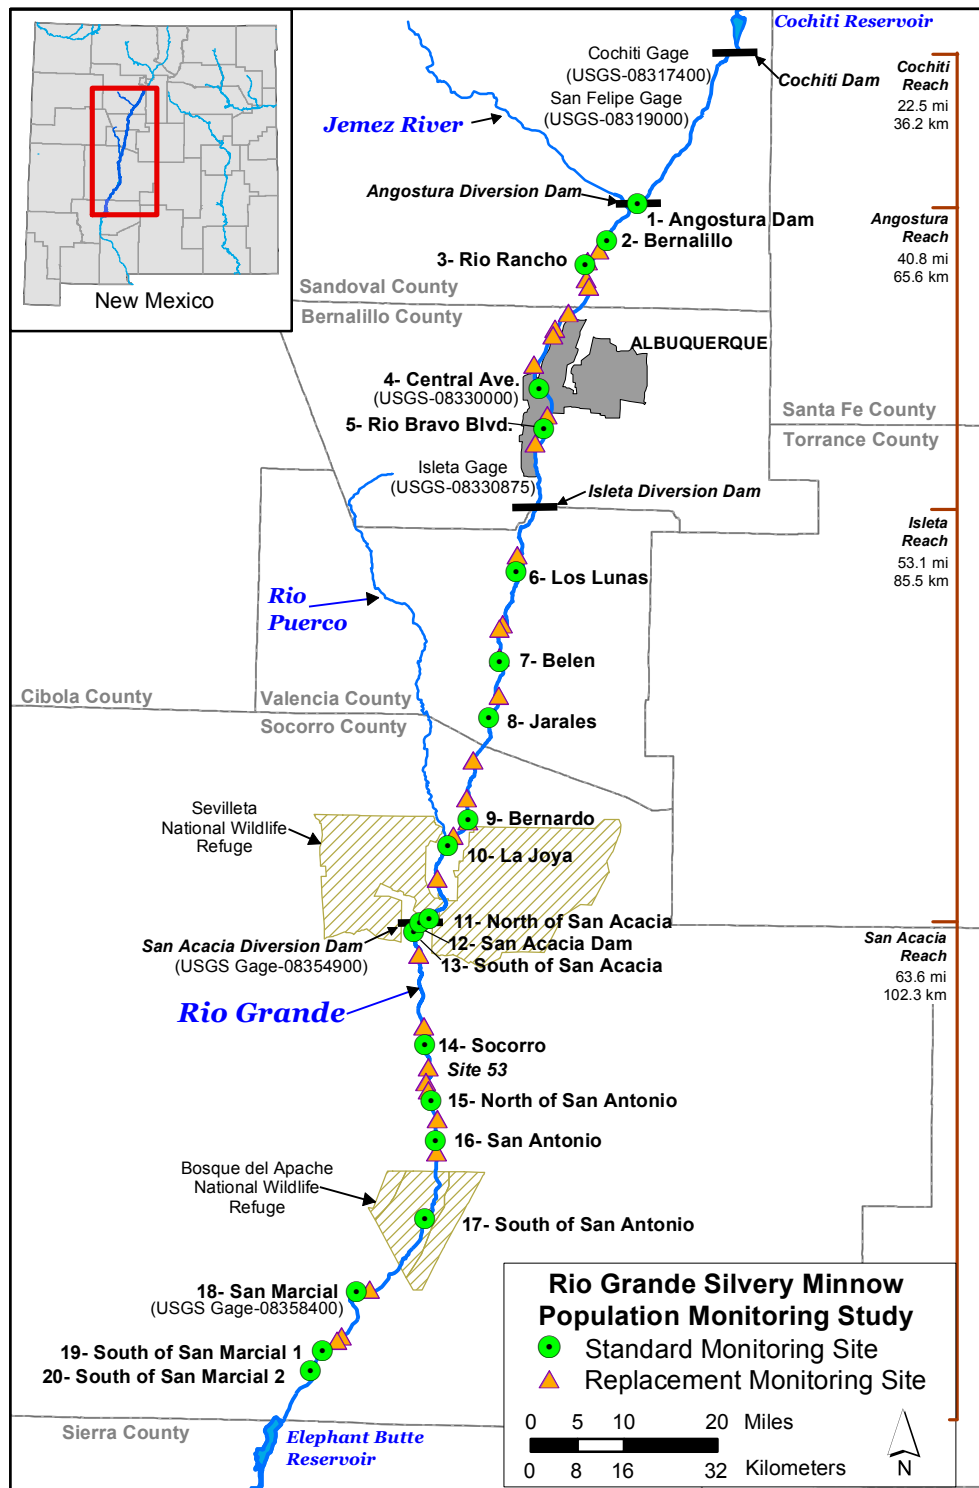 Cochiti Reservoir
Cochiti Gage
(USGS-08317400)
San Felipe Gage
(USGS-08319000)
Cochiti Dam
Cochiti
Reach
22.5 mi
36.2 km
Jemez River
Angostura Diversion Dam
1- Angostura Dam
2- Bernalillo
3- Rio Rancho
Angostura
Reach
40.8 mi
65.6 km
New Mexico
Sandoval County
Bernalillo County
ALBUQUERQUE
4- Central Ave.
(USGS-08330000)
5- Rio Bravo Blvd.
Santa Fe County
Torrance County
Isleta Gage
(USGS-08330875)
Isleta Diversion Dam
Isleta
Reach
53.1 mi
85.5 km
6- Los Lunas
Rio
Puerco
7- Belen
Cibola County
Valencia County
Socorro County
8- Jarales
Sevilleta
National Wildlife
Refuge
9- Bernardo
10- La Joya
11- North of San Acacia
12- San Acacia Dam
13- South of San Acacia
San Acacia Diversion Dam
(USGS Gage-08354900)
San Acacia
Reach
63.6 mi
102.3 km
Rio Grande
14- Socorro
Site 53
15- North of San Antonio
16- San Antonio
Bosque del Apache
National Wildlife
Refuge
17- South of San Antonio
18- San Marcial
(USGS Gage-08358400)
19- South of San Marcial 1
20- South of San Marcial 2
Sierra County
Elephant Butte
Reservoir
Rio Grande Silvery Minnow
Population Monitoring Study
Standard Monitoring Site
Replacement Monitoring Site
0 5 10 20 Miles
0 8 16 32 Kilometers
N